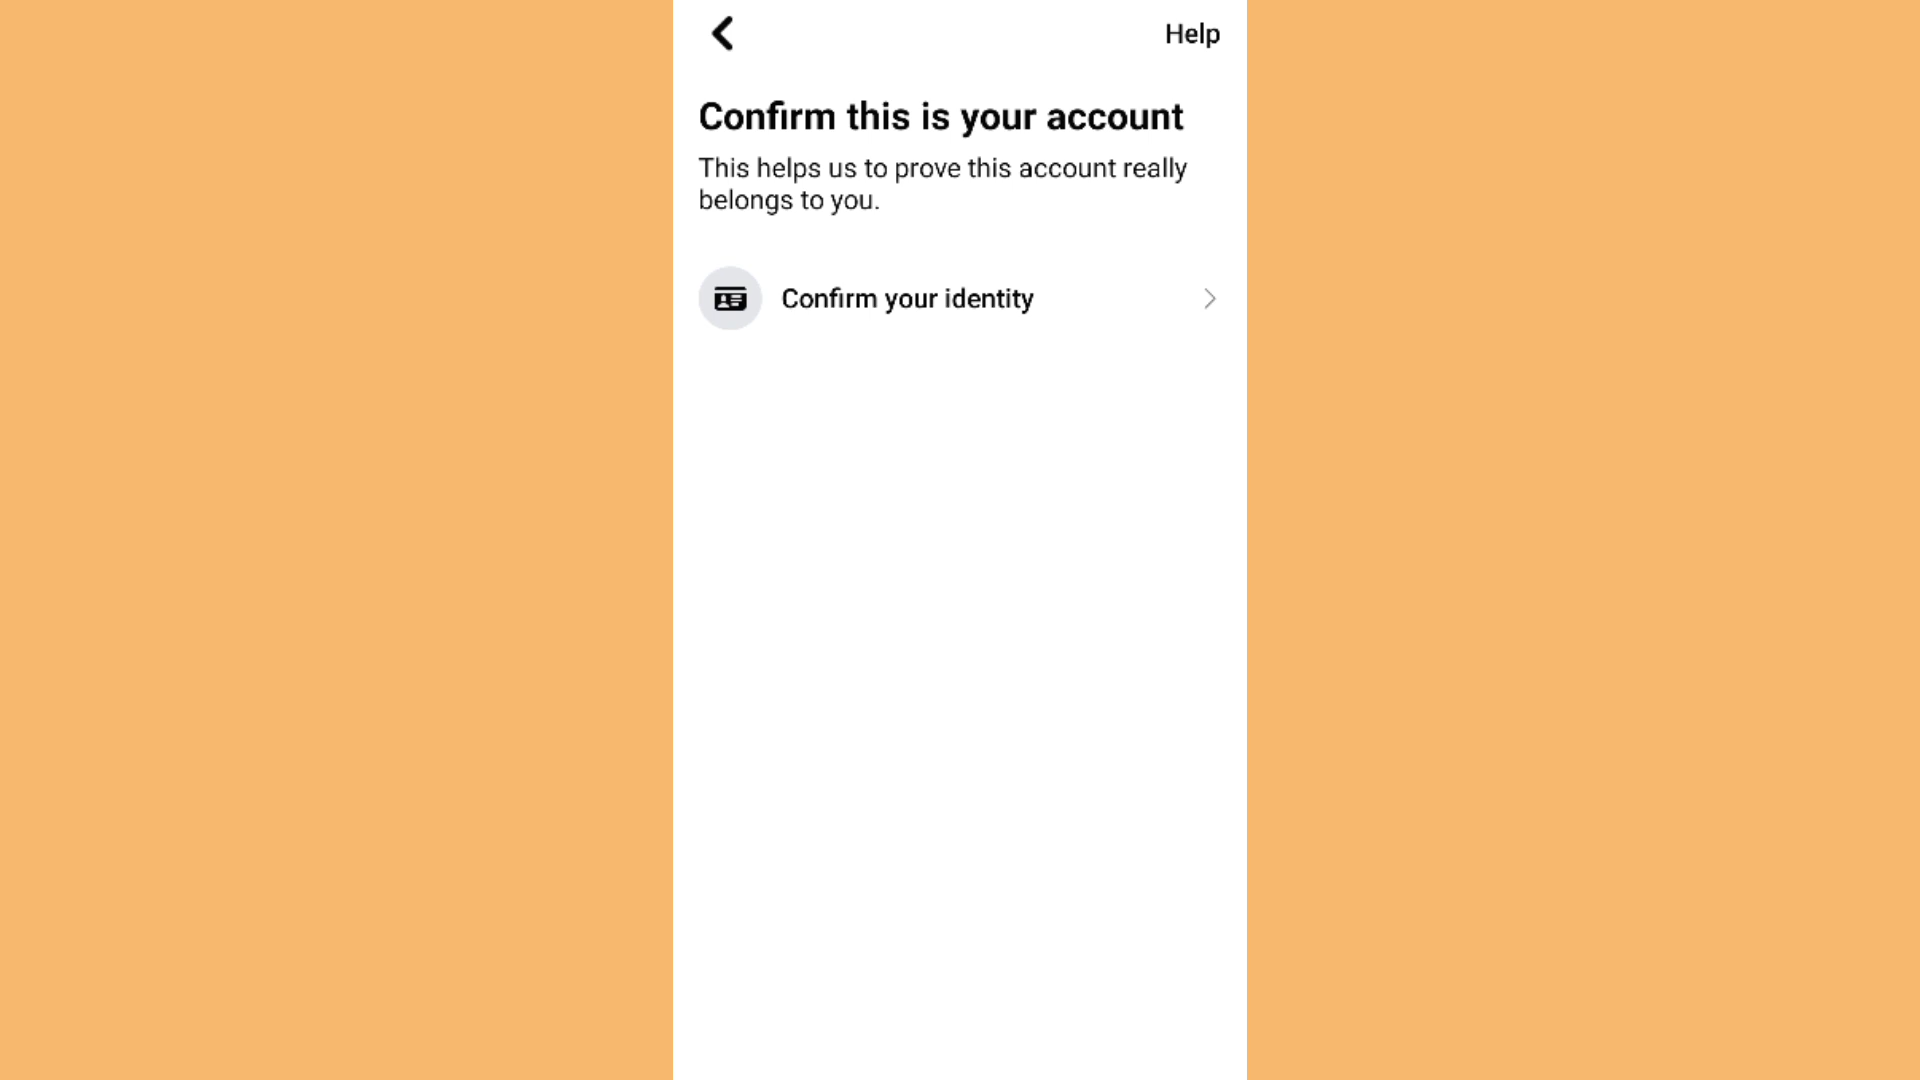 Help
Confirm this is your account
This helps us to prove this account really
belongs to you.
Confirm your identity